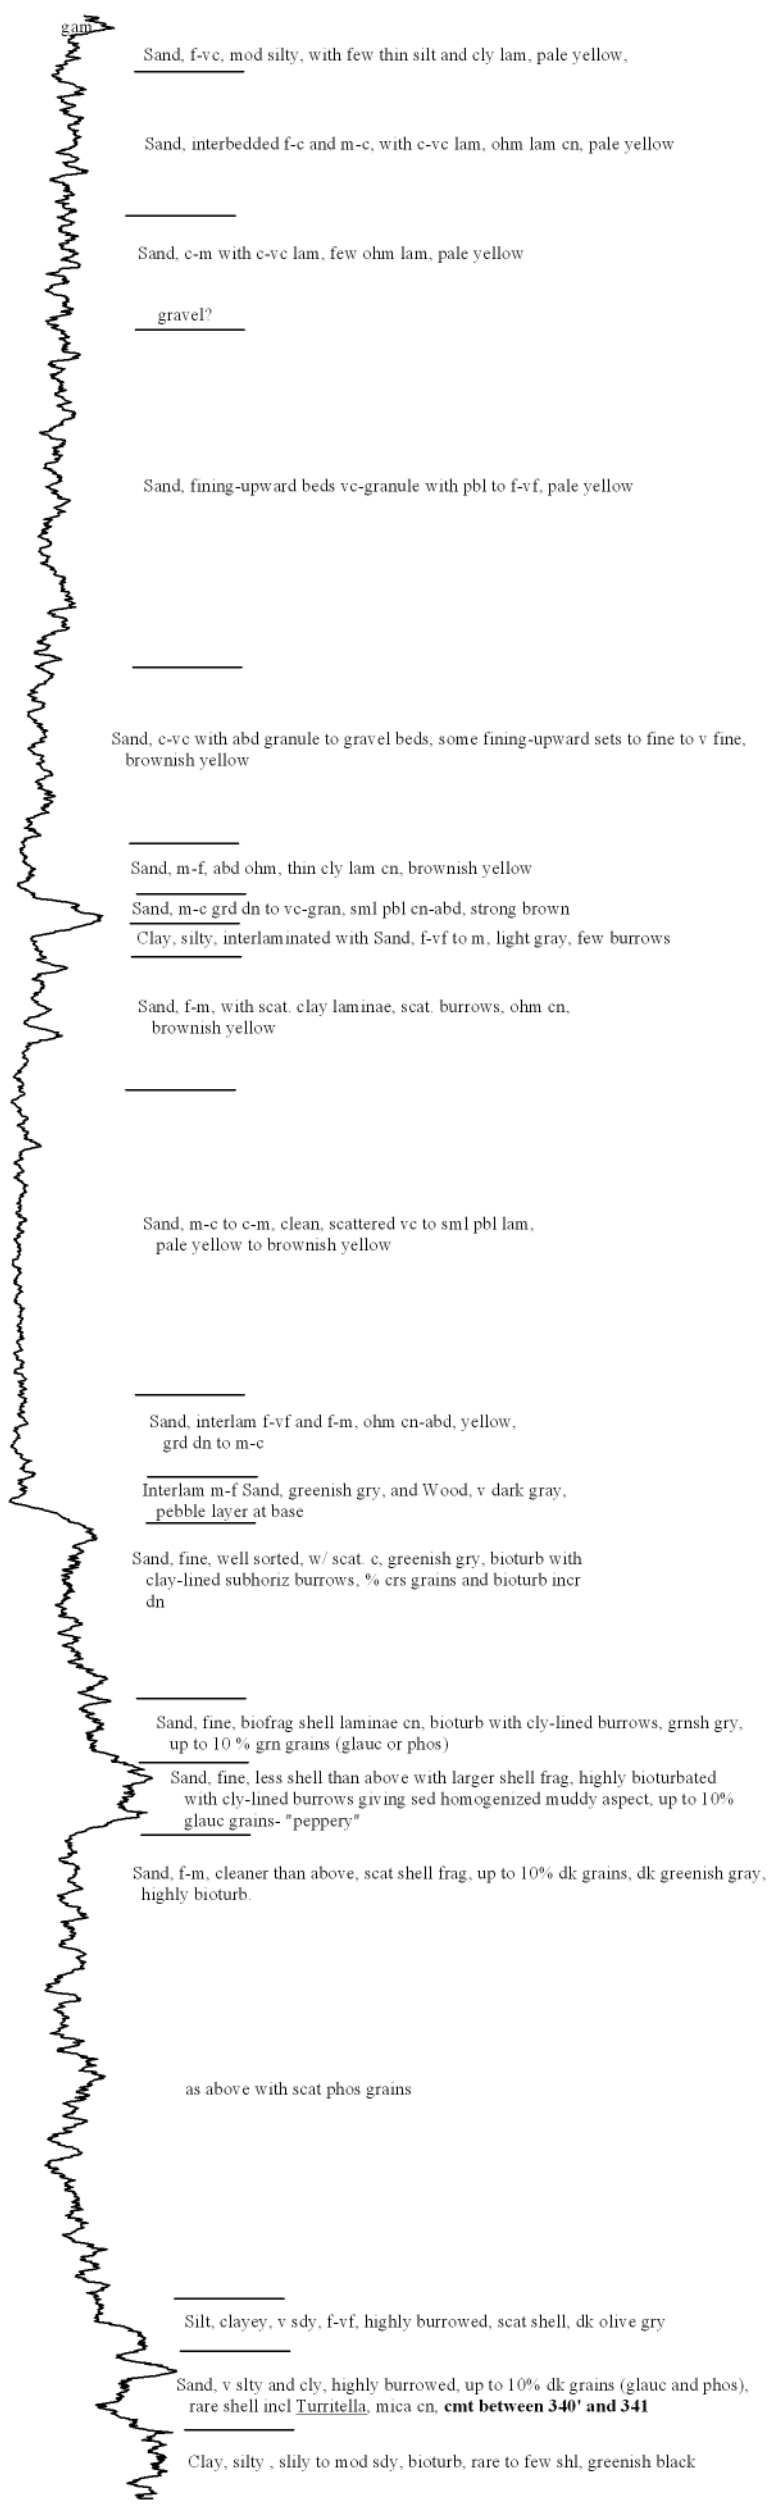 gam
Sand, f-vc, mod silty, with few thin silt and cly lam, pale yellow,
Sand, interbedded f-c and m-c, with c-vc lam, ohm lam cn, pale yellow
Sand, c-m with c-vc lam, few ohm lam, pale yellow
gravel?
Sand, fining-upward beds vc-granule with pbl to f-vf, pale yellow
Sand, c-vc with abd granule to gravel beds, some fining-upward sets to fine to v fine,
brownish yellow
Sand, m-f, abd ohm, thin cly lam cn, brownish yellow
Sand, m-c grd dn to vc-gran, sml pbl cn-abd, strong brown
Clay, silty, interlaminated with Sand, f-vf to m, light gray, few burrows
Sand, f-m, with scat. clay laminae, scat. burrows, ohm cn,
brownish yellow
Sand, m-c to c-m, clean, scattered vc to sml pbl lam,
pale yellow to brownish yellow
Sand, interlam f-vf and f-m, ohm cn-abd, yellow,
grd dn to m-c
Interlam m-f Sand, greenish gry, and Wood, v dark gray,
pebble layer at base
Sand, fine, well sorted, w/ scat. c, greenish gry, bioturb with
clay-lined subhoriz burrows, % crs grains and bioturb incr
dn
Sand, fine, biofrag shell laminae cn, bioturb with cly-lined burrows, grnsh gry,
up to 10 % grn grains (glauc or phos)
Sand, fine, less shell than above with larger shell frag, highly bioturbated
with cly-lined burrows giving sed homogenized muddy aspect, up to 10%
glauc grains- "peppery"
Sand, f-m, cleaner than above, scat shell frag, up to 10% dk grains, dk greenish gray,
highly bioturb.
as above with scat phos grains
Silt, clayey, v sdy, f-vf, highly burrowed, scat shell, dk olive gry
Sand, v slty and cly, highly burrowed, up to 10% dk grains (glauc and phos),
rare shell incl Turritella, mica cn, cmt between 340' and 341
Clay, silty , slily to mod sdy, bioturb, rare to few shl, greenish black